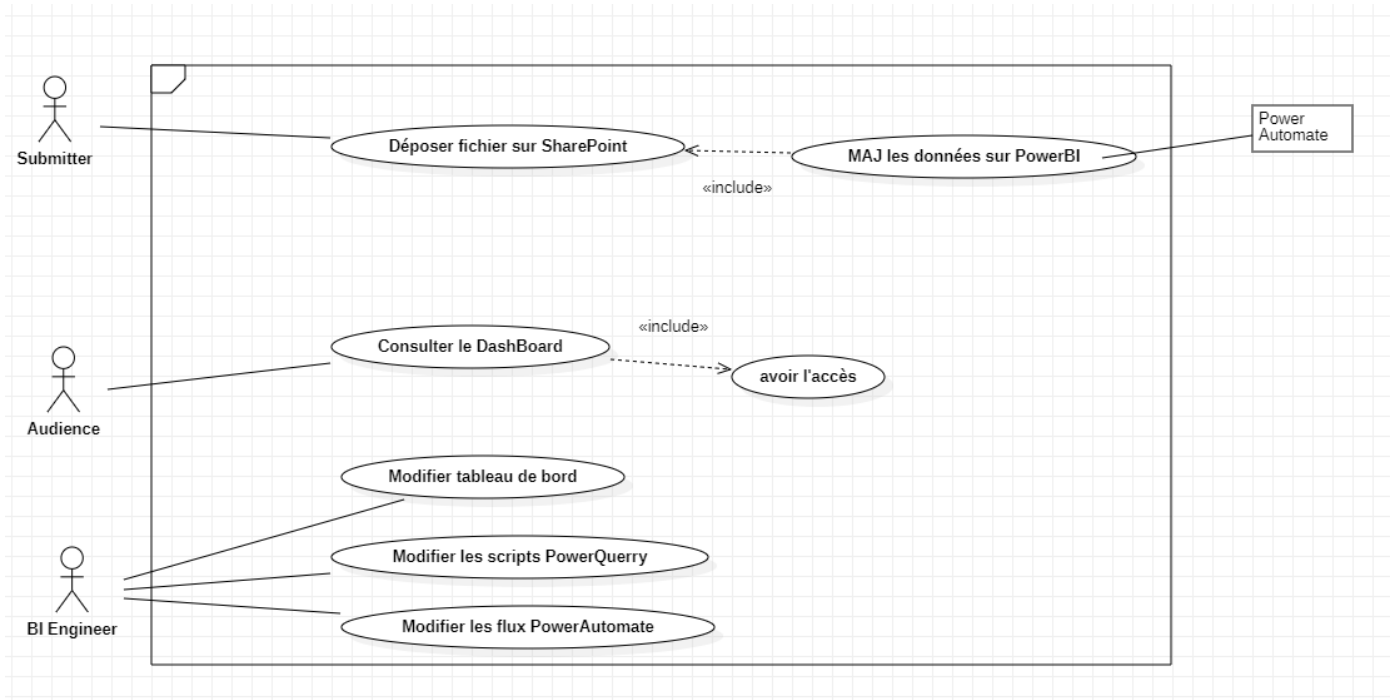 Power
Automate
Submitter
Déposer fichier sur SharePoint
MAJ les données sur PowerBI
«include»
«include»
Consulter le DashBoard
avoir l'accès
Audience
Modifier tableau de bord
Modifier les scripts PowerQuerry
BI Engineer
Modifier les flux PowerAutomate